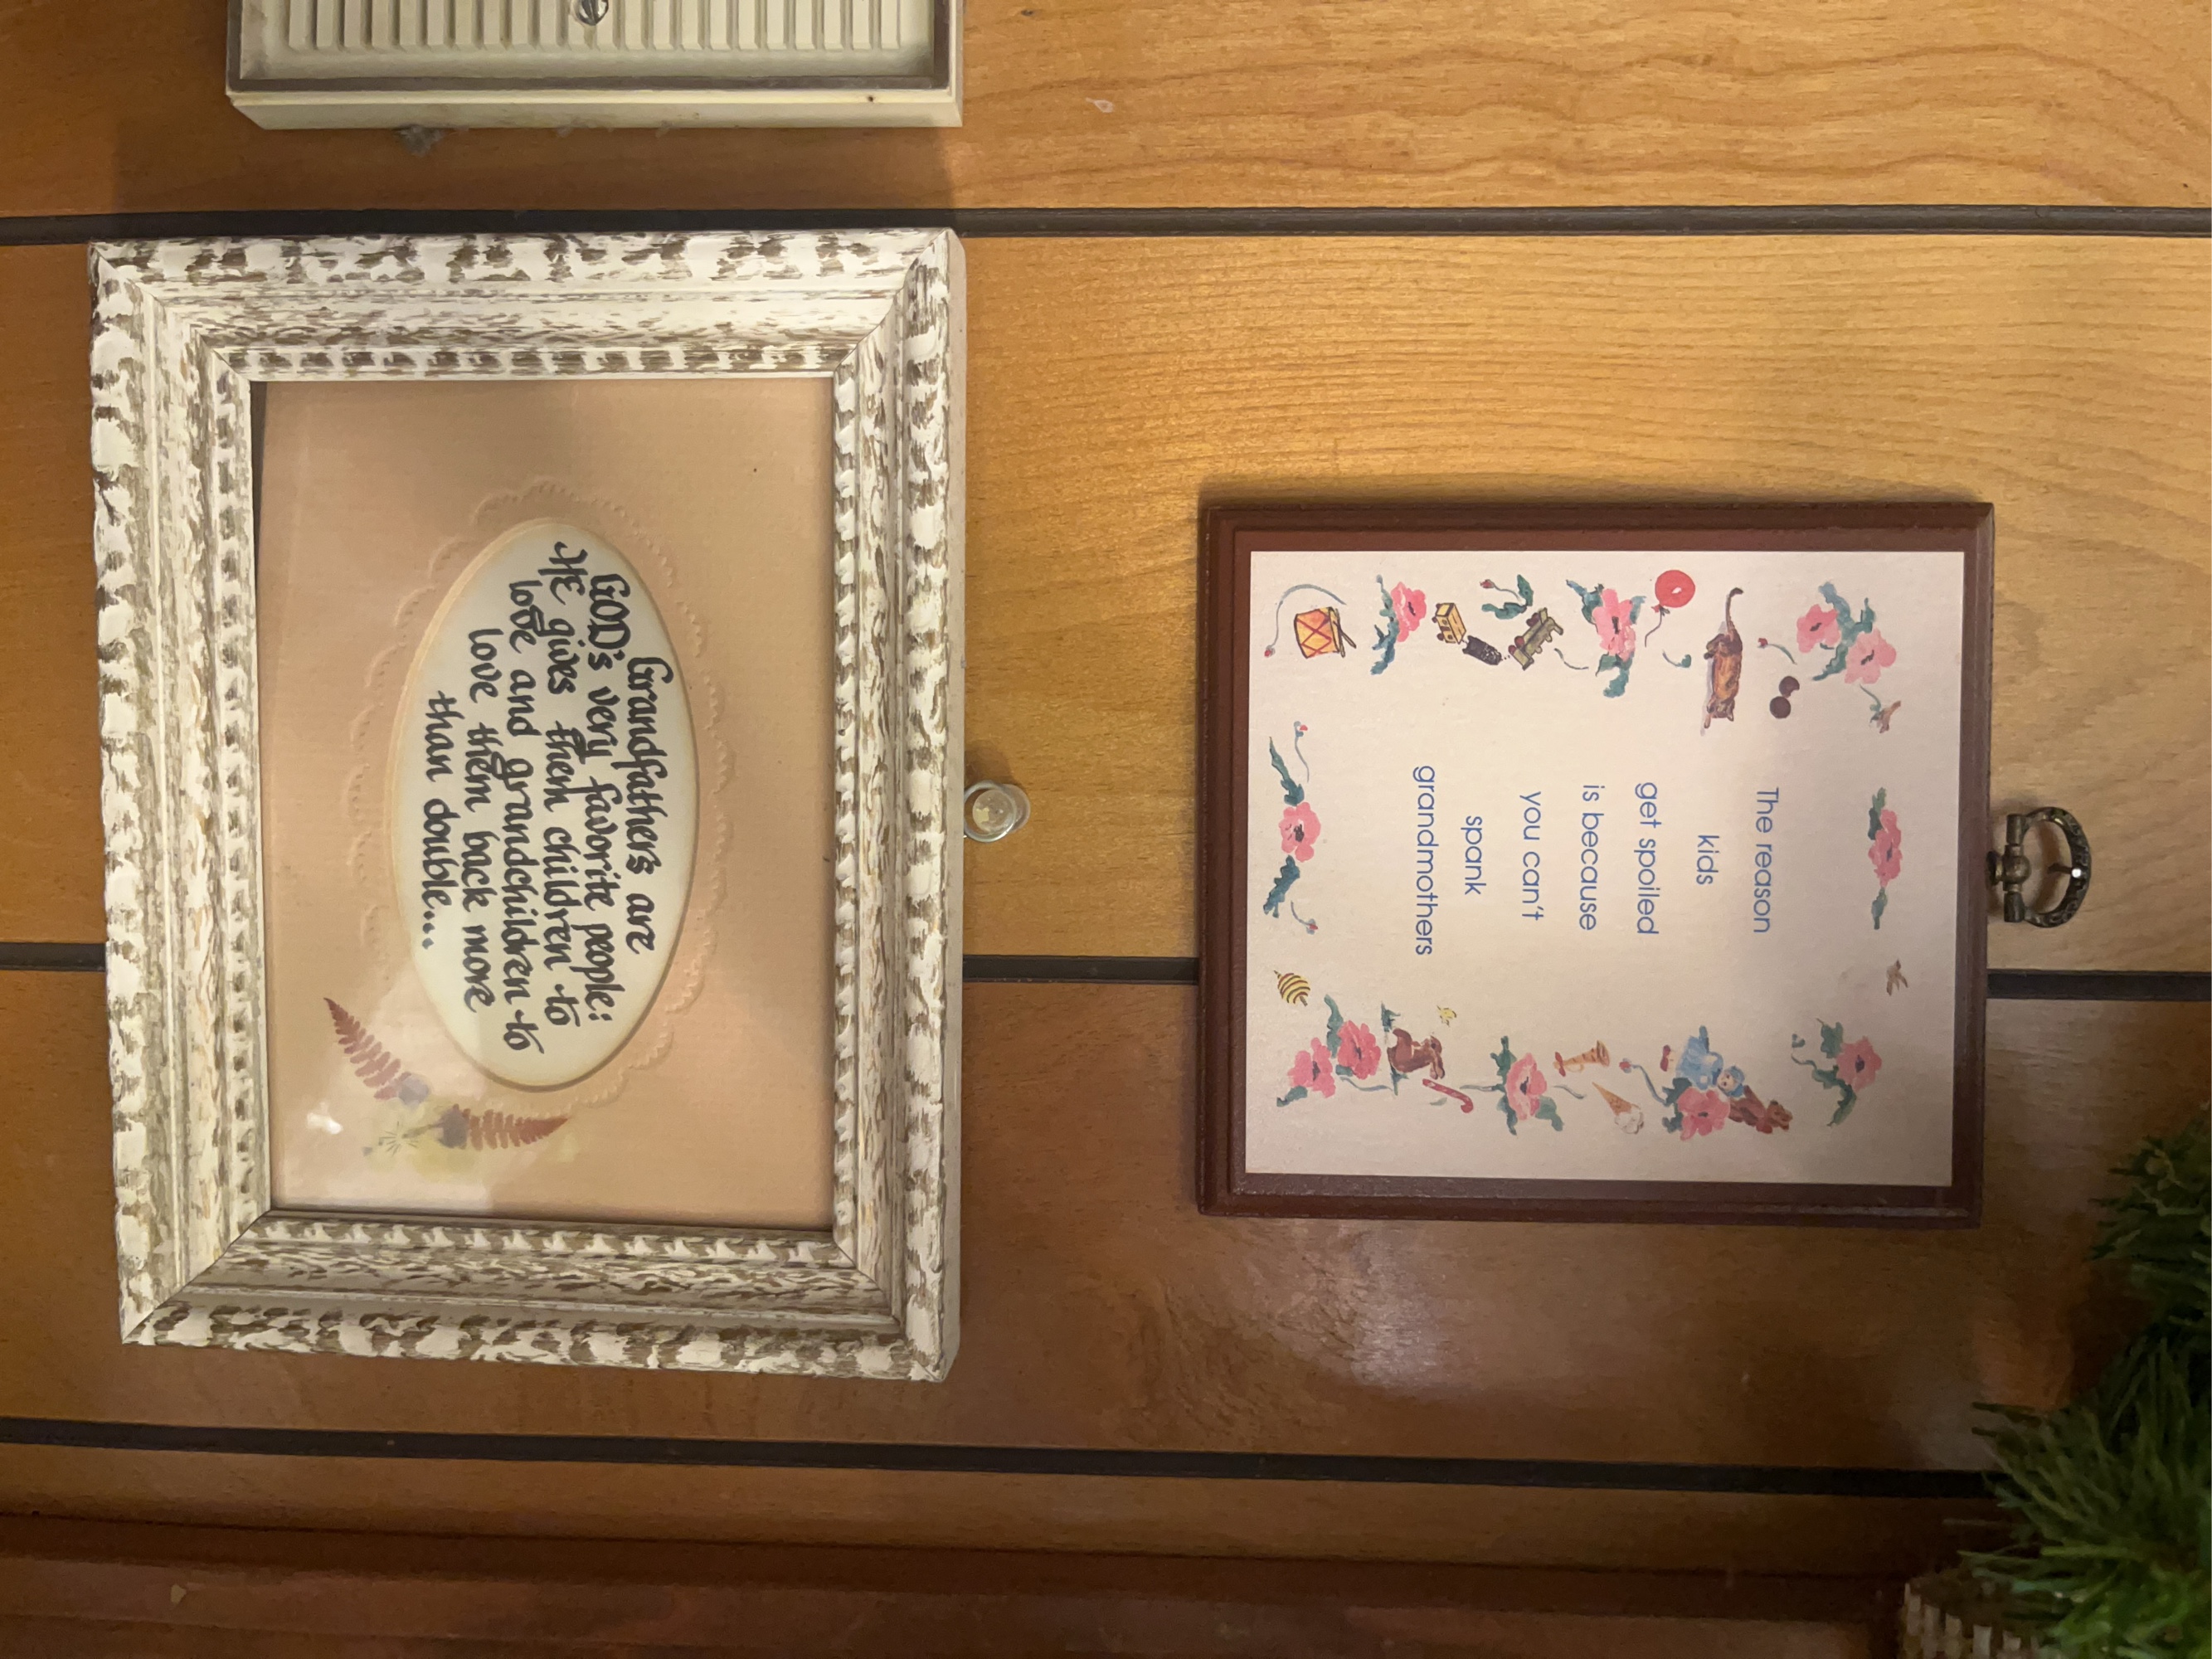 The reason
kids
get spoiled
is because
you can't
spank
grandmothers
Grandfathers are
GOD's very favorite people:
HE gives them children to
love and grandchildren to
love them back more
than double...